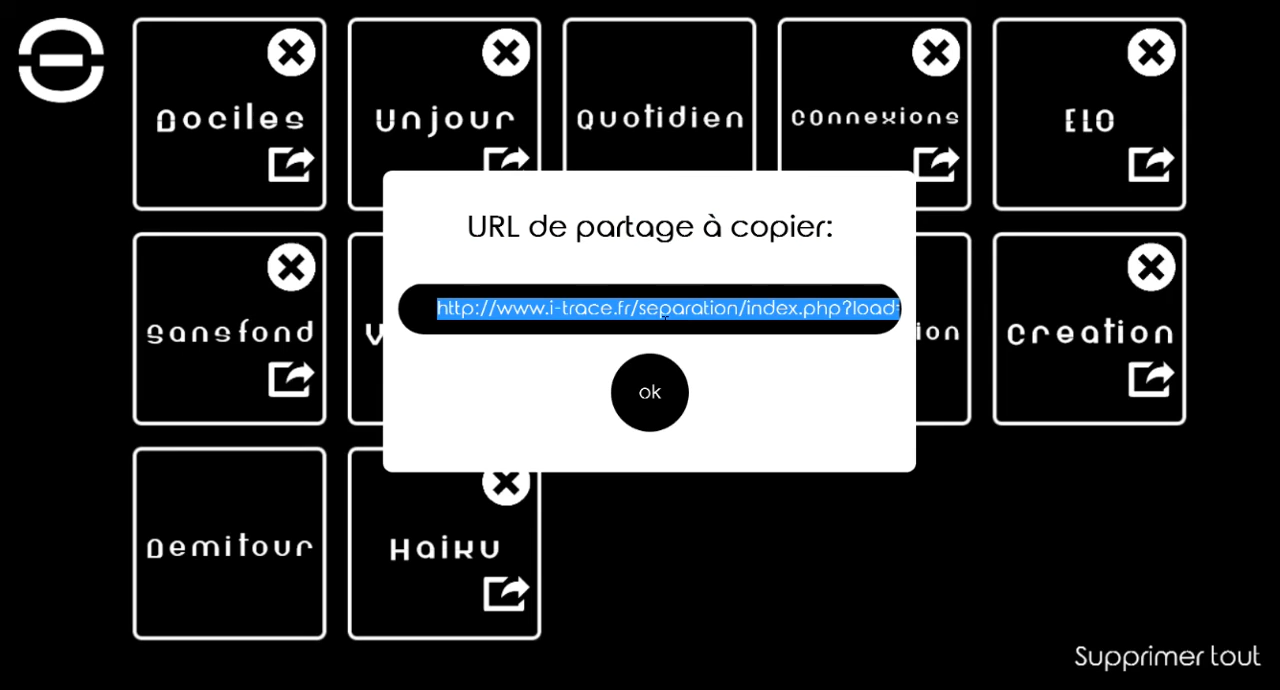 Dociles
Unjour
Quotidien
Connexions
ELO
URL de partage à copier:
http://www.i-trace.fr/separation/index.php?load=
ok
Sansfond
Creation
Demitour
Haiku
Supprimer tout